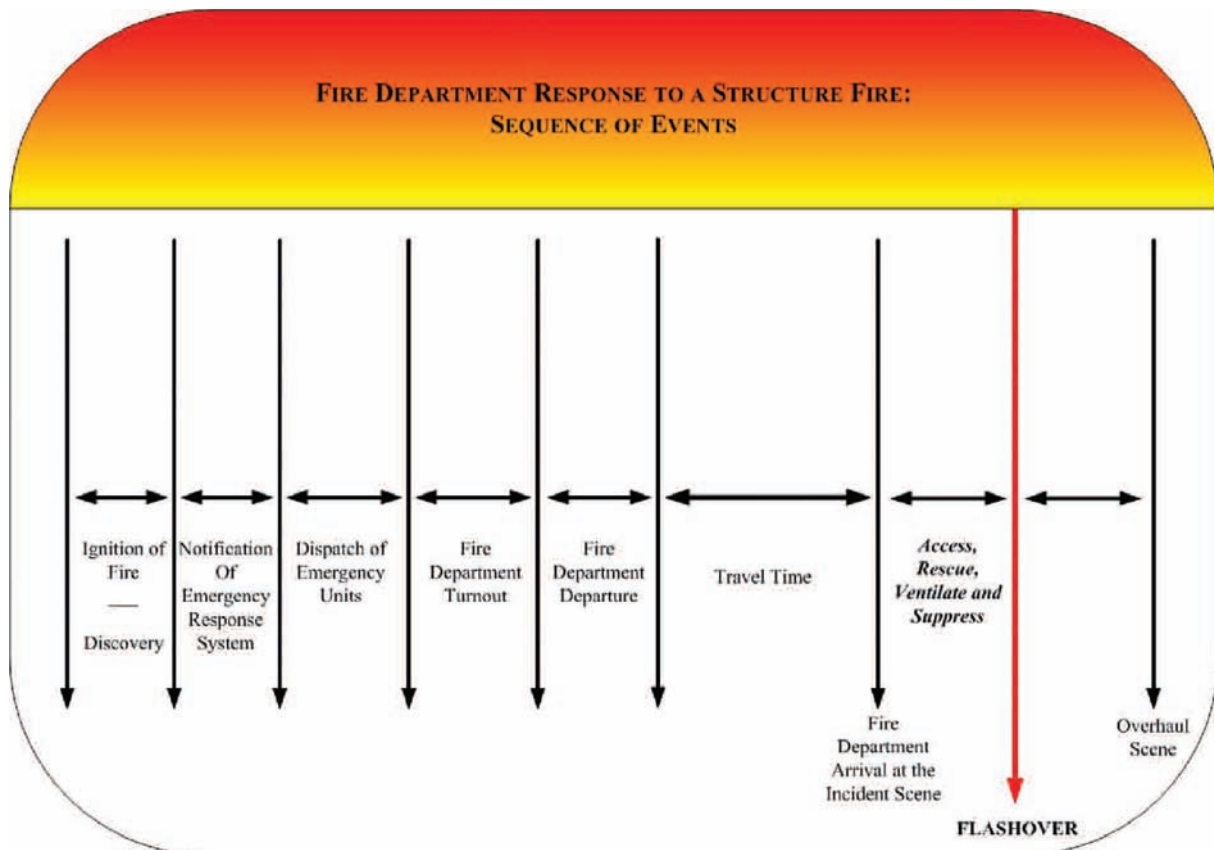 FIRE DEPARTMENT RESPONSE TO A STRUCTURE FIRE:
SEQUENCE OF EVENTS
Ignition of
Fire
—
Discovery
Notification
Of
Emergency
Response
System
Dispatch of
Emergency
Units
Fire
Department
Turnout
Fire
Department
Departure
Travel Time
Access,
Rescue,
Ventilate and
Suppress
Fire
Department
Arrival at the
Incident Scene
FLASHOVER
Overhaul
Scene